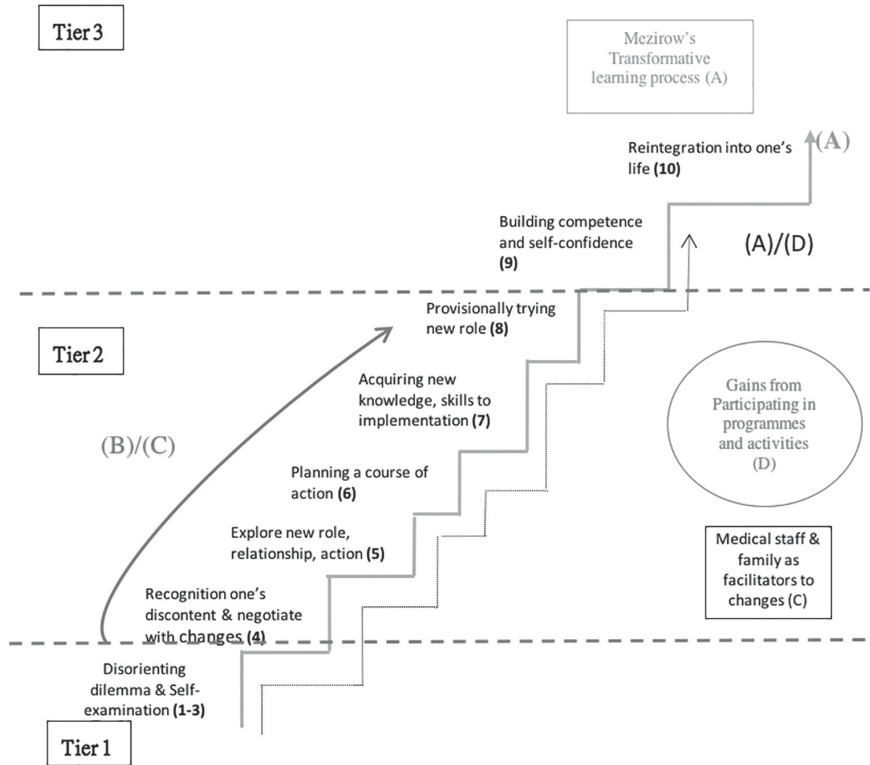 Tier 3
Mezirow's
Transformative
learning process (A)
(A)
Reintegration into one's
life (10)
Building competence
and self-confidence
(9)
(A)/(D)
Provisionally trying
new role (8)
Tier 2
Acquiring new
knowledge, skills to
implementation (7)
Gains from
Participating in
programmes
and activities
(D)
(B)/(C)
Planning a course of
action (6)
Explore new role,
relationship, action (5)
Medical staff &
family as
facilitators to
changes (C)
Recognition one's
discontent & negotiate
with changes (4)
Disorienting
dilemma & Self-
examination (1-3)
Tier 1